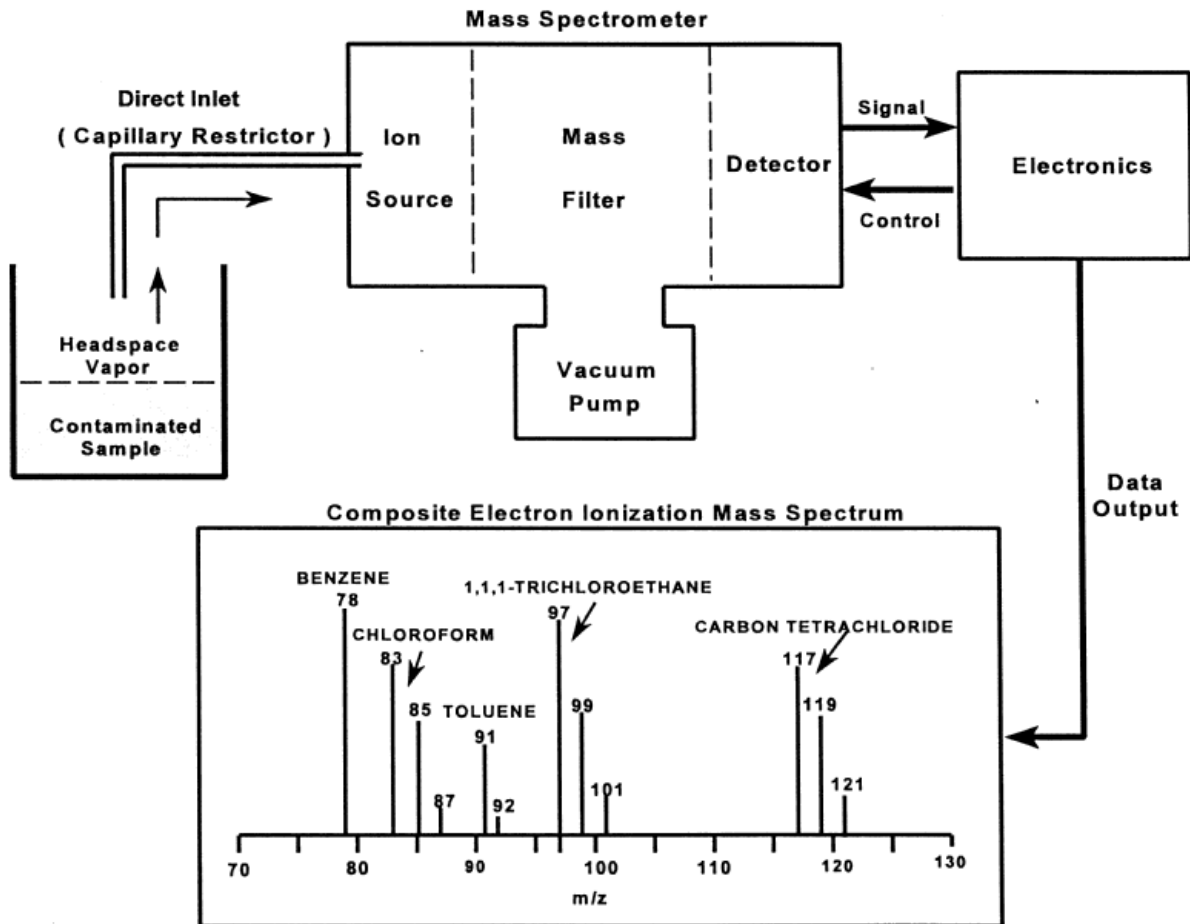 Mass Spectrometer
Direct Inlet
( Capillary Restrictor )
Ion
Source
Mass
Filter
Detector
Signal
Control
Electronics
Headspace
Vapor
Contaminated
Sample
Vacuum
Pump
Data
Output
Composite Electron Ionization Mass Spectrum
BENZENE
78
CHLOROFORM
83
85
87
TOLUENE
91
92
1,1,1-TRICHLOROETHANE
97
99
101
CARBON TETRACHLORIDE
117
119
121
70 80 90 100 110 120 130
m/z